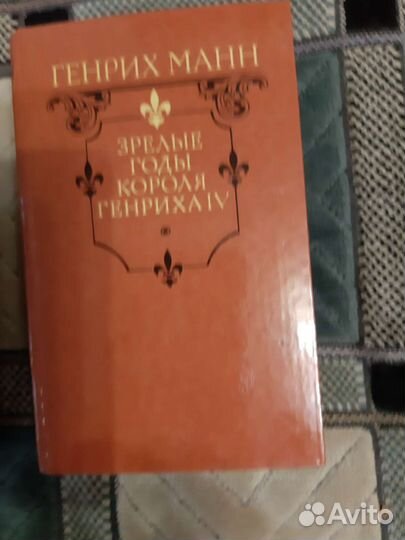 ГЕНРИХ МАНН
ЗРЕЛЫЕ
ГОДЫ
КОРОЛЯ
ГЕНРИХА IV
Avito